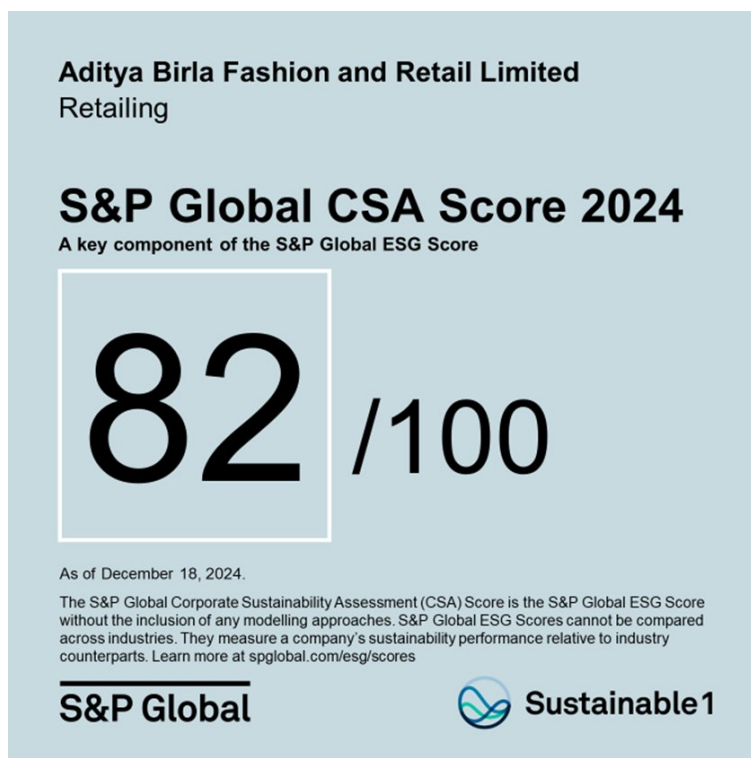 Aditya Birla Fashion and Retail Limited
Retailing
S&P Global CSA Score 2024
A key component of the S&P Global ESG Score
82 /100
As of December 18, 2024.
The S&P Global Corporate Sustainability Assessment (CSA) Score is the S&P Global ESG Score
without the inclusion of any modelling approaches. S&P Global ESG Scores cannot be compared
across industries. They measure a company's sustainability performance relative to industry
counterparts. Learn more at spglobal.com/esg/scores
S&P Global
Sustainable1